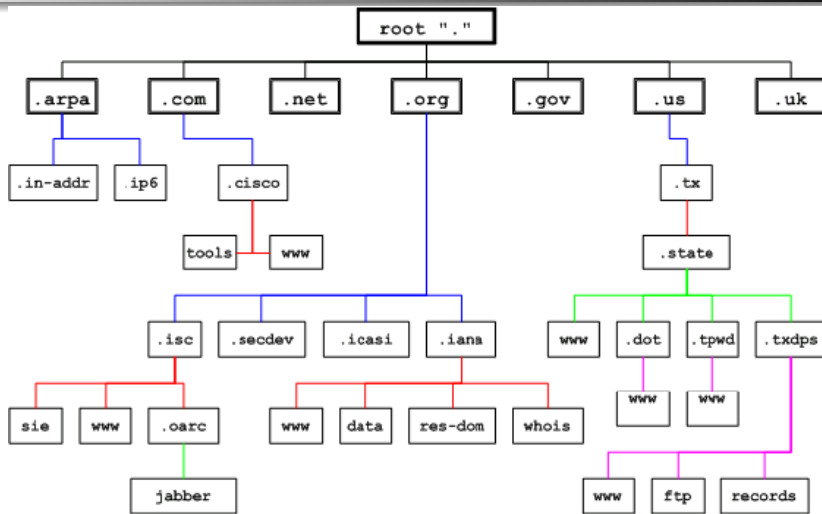 root "."
.arpa
.com
.net
.org
.gov
.us
.uk
.in-addr
.ip6
.cisco
.tx
tools
www
.state
.isc
.secdev
.icasi
.iana
www
.dot
.tpwd
.txdps
www
www
sie
www
.oarc
www
data
res-dom
whois
jabber
www
ftp
records